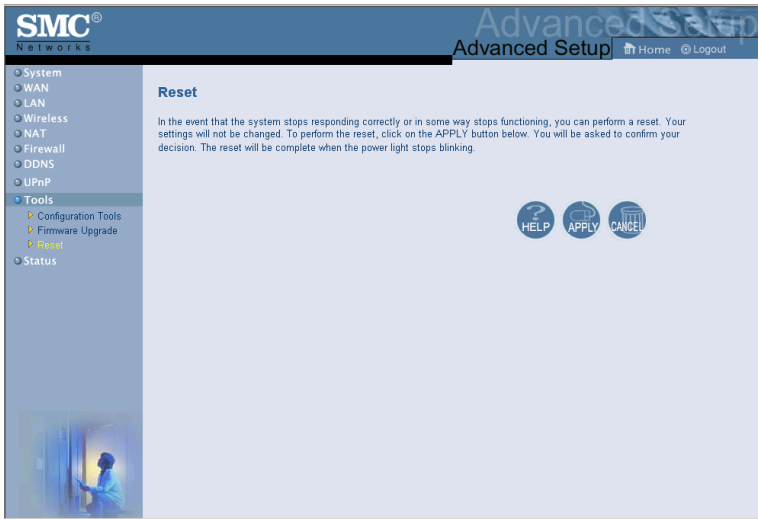 SMC®
Networks
Advanced Setup
Advanced Setup
Home
Logout
System
WAN
LAN
Wireless
NAT
Firewall
DDNS
UPnP
Tools
Configuration Tools
Firmware Upgrade
Reset
Status
Reset
In the event that the system stops responding correctly or in some way stops functioning, you can perform a reset. Your
settings will not be changed. To perform the reset, click on the APPLY button below. You will be asked to confirm your
decision. The reset will be complete when the power light stops blinking.
HELP
APPLY
CANCEL